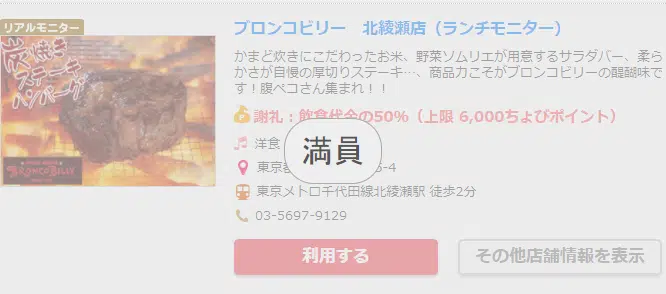 リアルモニター
炭焼き
ステーキ
ハンバーグ
BRONCO BILLY
ブロンコビリー 北綾瀬店（ランチモニター）
かまど炊きにこだわったお米、野菜ソムリエが用意するサラダバー、柔ら
かさが自慢の厚切りステーキ…、商品力こそがブロンコビリーの醍醐味で
す！腹ペコさん集まれ！！
謝礼：飲食代金の50%（上限 6,000ちょびポイント）
洋食
満員
東京都 5-4
東京メトロ千代田線北綾瀬駅 徒歩2分
03-5697-9129
利用する
その他店舗情報を表示